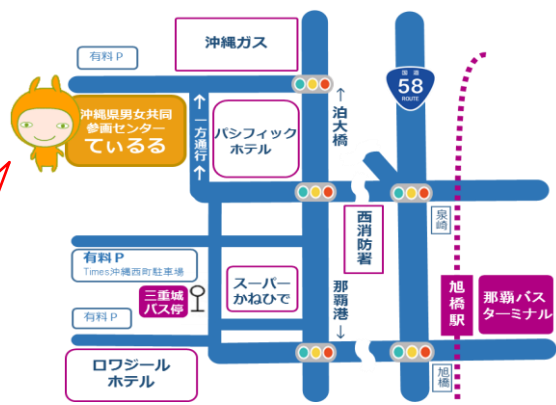 沖縄ガス
有料P
国道
58
ROUTE
沖縄県男女共同
参画センター
てぃるる
↑一方通行↑
パシフィック
ホテル
↑泊大橋
西消防署
泉崎
有料P
Times沖縄西町駐車場
三重城
バス停
スーパー
かねひで
那覇港↓
旭橋駅
那覇バス
ターミナル
有料P
ロワジール
ホテル
旭橋